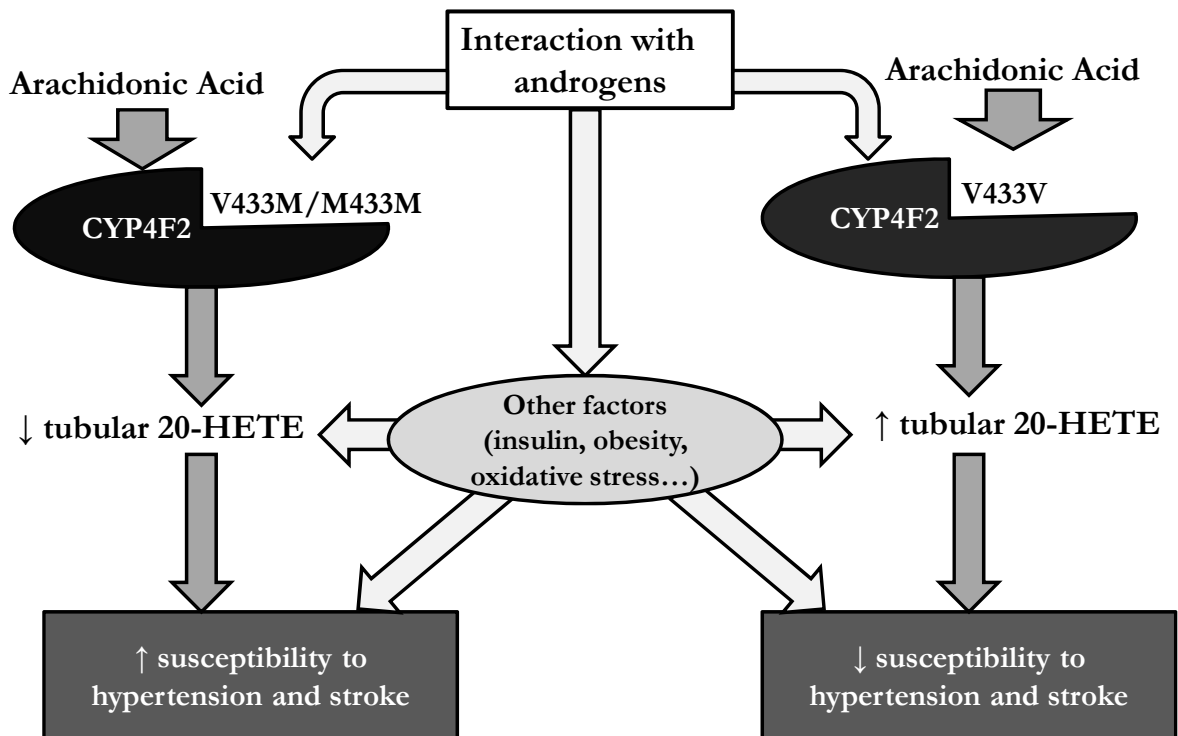 Interaction with
androgens
Arachidonic Acid
Arachidonic Acid
V433M/M433M
CYP4F2
V433V
CYP4F2
↓ tubular 20-HETE
Other factors
(insulin, obesity,
oxidative stress…)
↑ tubular 20-HETE
↑ susceptibility to
hypertension and stroke
↓ susceptibility to
hypertension and stroke